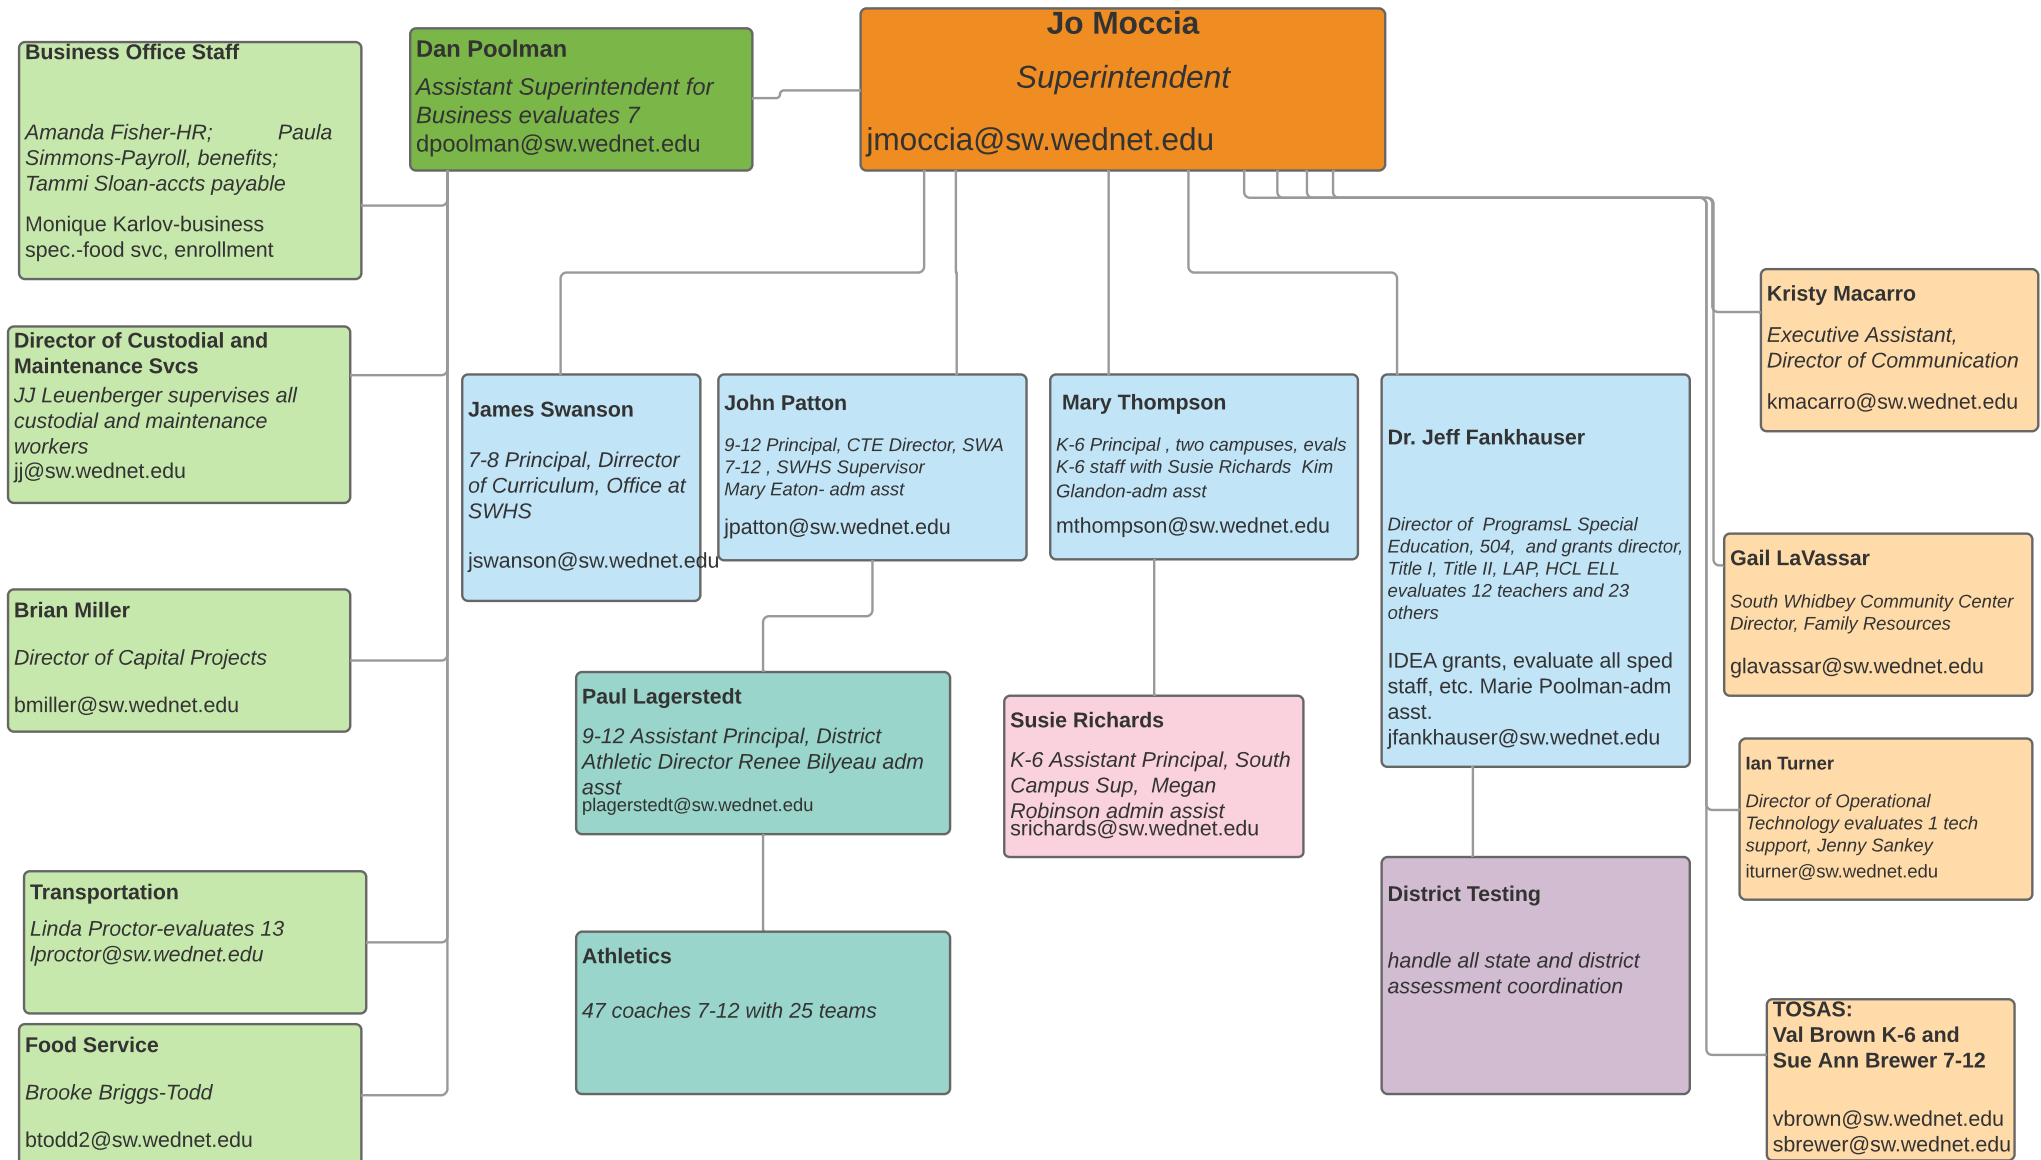 Jo Moccia
Superintendent
jmoccia@sw.wednet.edu
Dan Poolman
Assistant Superintendent for
Business evaluates 7
dpoolman@sw.wednet.edu
Business Office Staff
Amanda Fisher-HR; Paula
Simmons-Payroll, benefits;
Tammi Sloan-accts payable
Monique Karlov-business
spec.-food svc, enrollment
Director of Custodial and
Maintenance Svcs
JJ Leuenberger supervises all
custodial and maintenance
workers
jj@sw.wednet.edu
Brian Miller
Director of Capital Projects
bmiller@sw.wednet.edu
Transportation
Linda Proctor-evaluates 13
lproctor@sw.wednet.edu
Food Service
Brooke Briggs-Todd
btodd2@sw.wednet.edu
James Swanson
7-8 Principal, Dirrector
of Curriculum, Office at
SWHS
jswanson@sw.wednet.edu
John Patton
9-12 Principal, CTE Director, SWA
7-12 , SWHS Supervisor
Mary Eaton- adm asst
jpatton@sw.wednet.edu
Paul Lagerstedt
9-12 Assistant Principal, District
Athletic Director Renee Bilyeau adm
asst
plagerstedt@sw.wednet.edu
Athletics
47 coaches 7-12 with 25 teams
Mary Thompson
K-6 Principal , two campuses, evals
K-6 staff with Susie Richards Kim
Glandon-adm asst
mthompson@sw.wednet.edu
Susie Richards
K-6 Assistant Principal, South
Campus Sup, Megan
Robinson admin assist
srichards@sw.wednet.edu
Dr. Jeff Fankhauser
Director of ProgramsL Special
Education, 504, and grants director,
Title I, Title II, LAP, HCL ELL
evaluates 12 teachers and 23
others
IDEA grants, evaluate all sped
staff, etc. Marie Poolman-adm
asst.
jfankhauser@sw.wednet.edu
District Testing
handle all state and district
assessment coordination
Kristy Macarro
Executive Assistant,
Director of Communication
kmacarro@sw.wednet.edu
Gail LaVassar
South Whidbey Community Center
Director, Family Resources
glavassar@sw.wednet.edu
Ian Turner
Director of Operational
Technology evaluates 1 tech
support, Jenny Sankey
iturner@sw.wednet.edu
TOSAS:
Val Brown K-6 and
Sue Ann Brewer 7-12
vbrown@sw.wednet.edu
sbrewer@sw.wednet.edu